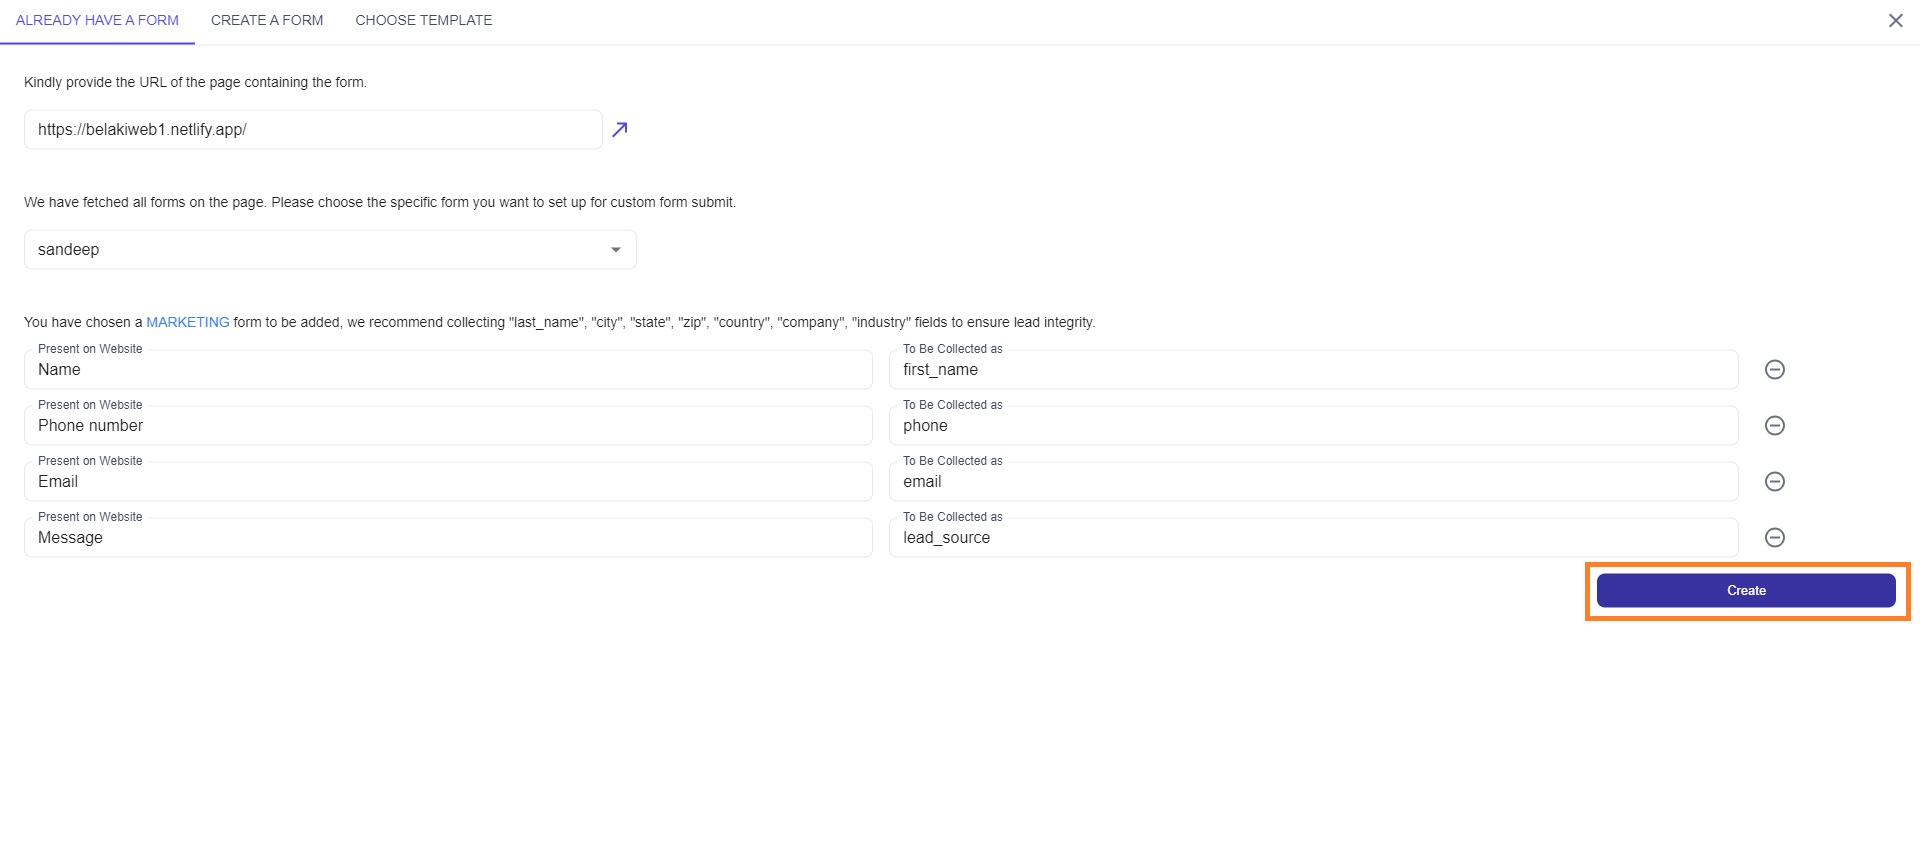 ALREADY HAVE A FORM CREATE A FORM CHOOSE TEMPLATE
Kindly provide the URL of the page containing the form.
https://belakiweb1.netlify.app/
We have fetched all forms on the page. Please choose the specific form you want to set up for custom form submit.
sandeep
You have chosen a MARKETING form to be added, we recommend collecting "last_name", "city", "state", "zip", "country", "company", "industry" fields to ensure lead integrity.
Present on Website To Be Collected as
Name first_name
Present on Website To Be Collected as
Phone number phone
Present on Website To Be Collected as
Email email
Present on Website To Be Collected as
Message lead_source
Create